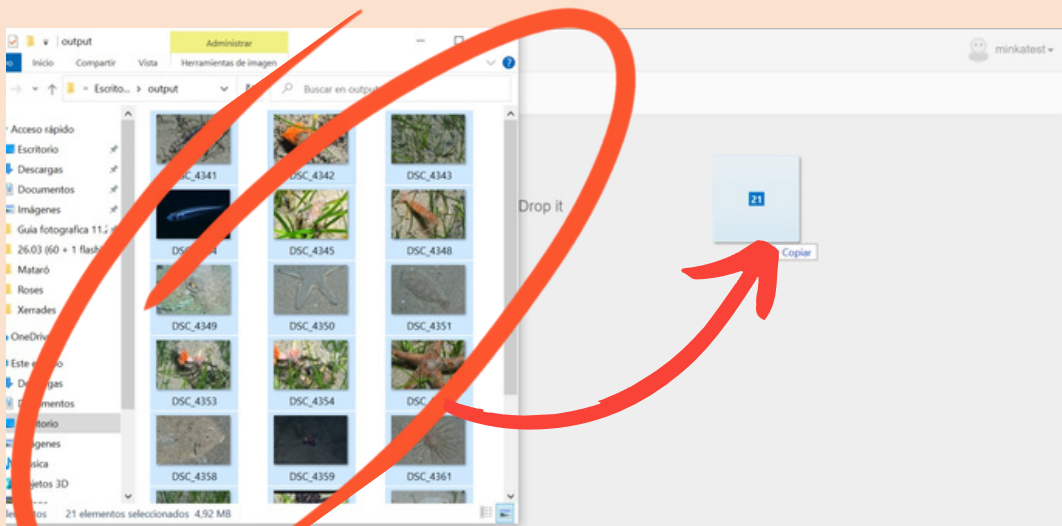 output
Administrar
Inicio Compartir Vista Herramientas de imagen
minkatest
Escrito... > output
Buscar en output
Acceso rápido
Escritorio
Descargas
Documentos
Imágenes
Guia fotografica 11.2
26.03 (60 + 1 flash
Mataró
Roses
Xerrades
OneDrive
DSC_4341 DSC_4342 DSC_4343
DSC_4345 DSC_4348
DSC_4349 DSC_4350 DSC_4351
DSC_4353 DSC_4354
DSC_4358 DSC_4359 DSC_4361
21 elementos seleccionados 4,92 MB
Drop it
21
Copiar